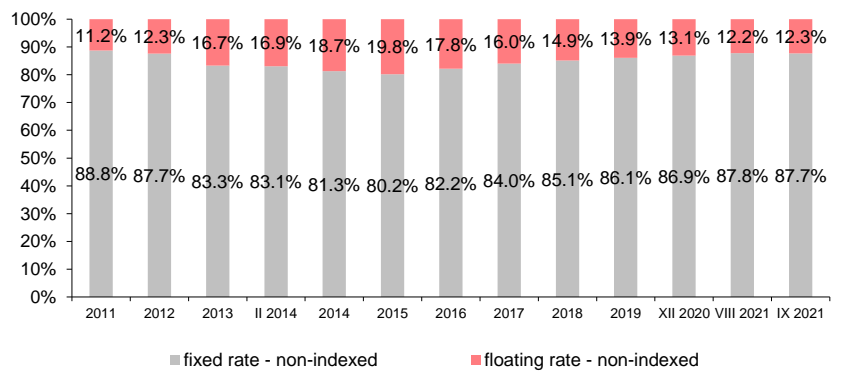 100%
90%
80%
70%
60%
50%
40%
30%
20%
10%
0%
11.2% 12.3% 16.7% 16.9% 18.7% 19.8% 17.8% 16.0% 14.9% 13.9% 13.1% 12.2% 12.3%
88.8% 87.7% 83.3% 83.1% 81.3% 80.2% 82.2% 84.0% 85.1% 86.1% 86.9% 87.8% 87.7%
2011 2012 2013 II 2014 2014 2015 2016 2017 2018 2019 XII 2020 VIII 2021 IX 2021
fixed rate - non-indexed floating rate - non-indexed